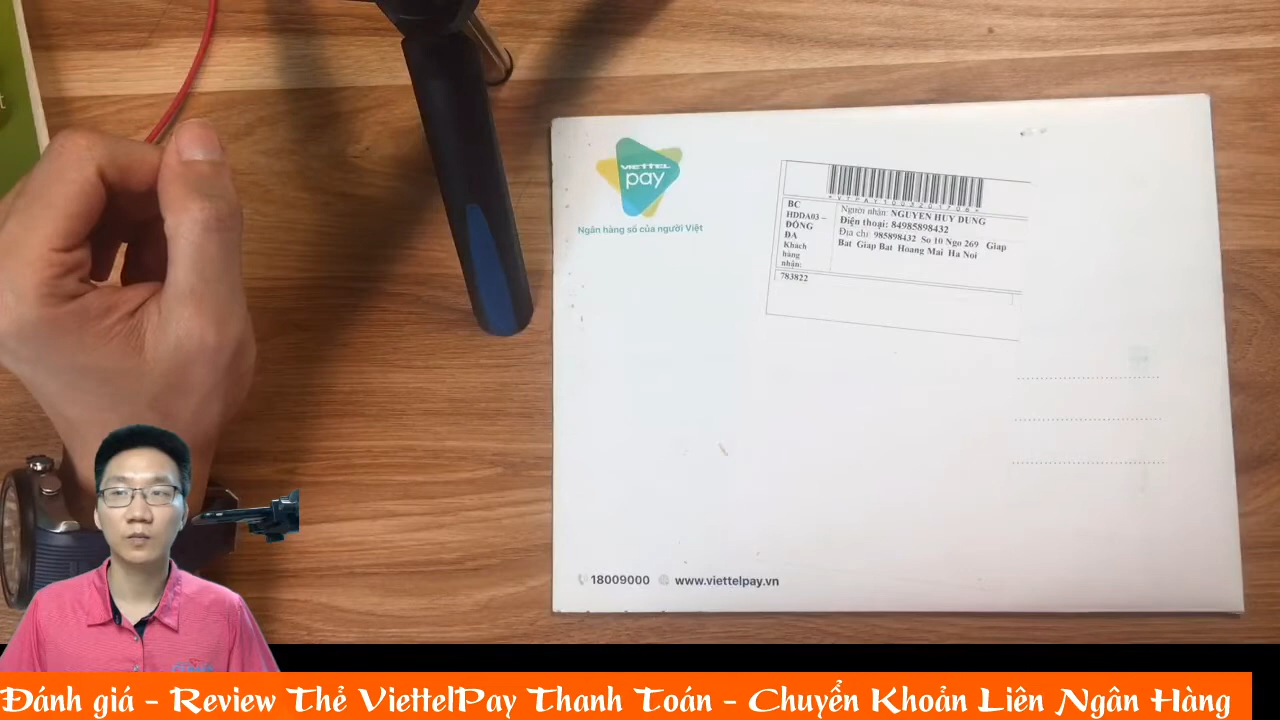 VIETTEL
pay
Ngân hàng số của người Việt
BC
HDDA03 –
ĐỐNG
ĐA
Khach
hàng
nhận:
783822
Người nhận: NGUYEN HUY DUNG
Điện thoại: 84985898432
Địa chỉ: 985898432 So 10 Ngo 269 Giap
Bat Giap Bat Hoang Mai Ha Noi
18009000 www.viettelpay.vn
Đánh giá - Review Thẻ ViettelPay Thanh Toán - Chuyển Khoản Liên Ngân Hàng